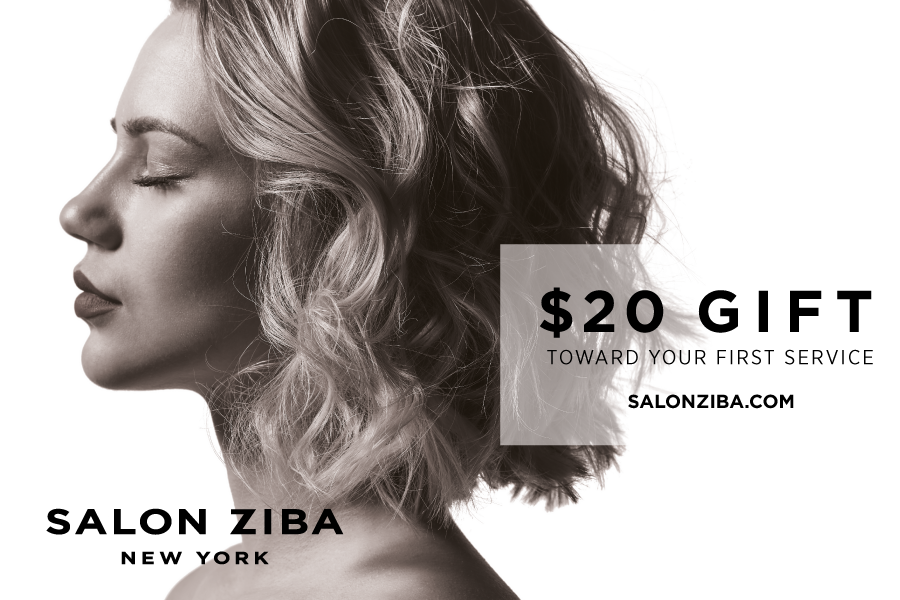 $20 GIFT
TOWARD YOUR FIRST SERVICE
SALONZIBA.COM
SALON ZIBA
NEW YORK